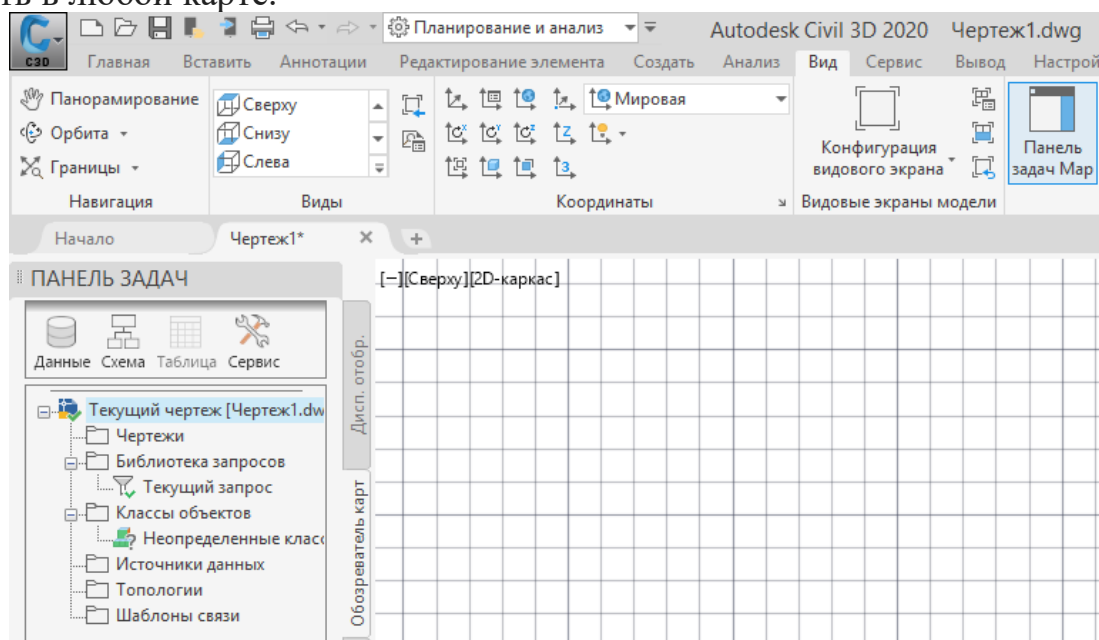 ть в любой карте.
Планирование и анализ
Autodesk Civil 3D 2020 Чертеж1.dwg
C3D Главная Вставить Аннотации Редактирование элемента Создать Анализ Вид Сервис Вывод Настрой
Панорамирование
Орбита
Границы
Навигация
Сверху
Снизу
Слева
Виды
Мировая
Координаты
Конфигурация
видового экрана
Видовые экраны модели
Панель
задач Map
Начало Чертеж1*
ПАНЕЛЬ ЗАДАЧ
Данные Схема Таблица Сервис
Текущий чертеж [Чертеж1.dw
Чертежи
Библиотека запросов
Текущий запрос
Классы объектов
Неопределенные класс
Источники данных
Топологии
Шаблоны связи
Дисп. отобр.
Обозреватель карт
[−][Сверху][2D-каркас]